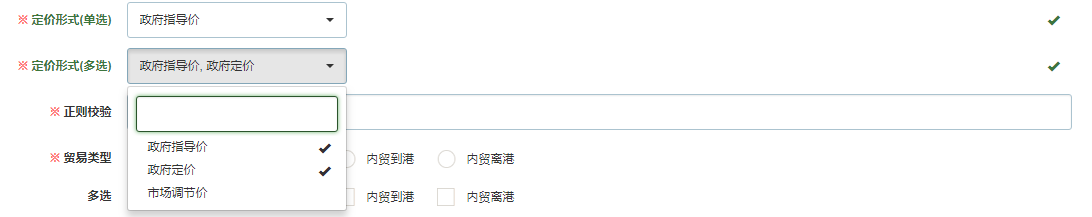 ※ 定价形式(单选) 政府指导价
※ 定价形式(多选) 政府指导价, 政府定价
※ 正则校验
政府指导价
政府定价
市场调节价
※ 贸易类型 内贸到港 内贸离港
多选 内贸到港 内贸离港